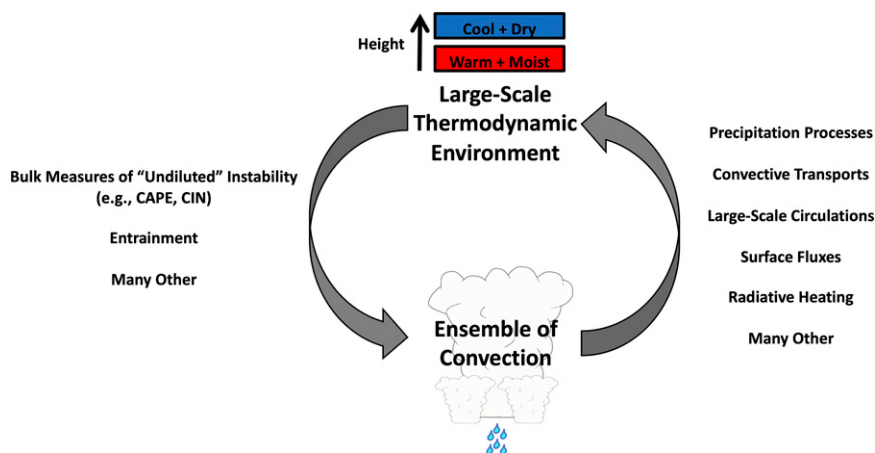 Height
Cool + Dry
Warm + Moist
Large-Scale
Thermodynamic
Environment
Bulk Measures of “Undiluted” Instability
(e.g., CAPE, CIN)
Entrainment
Many Other
Precipitation Processes
Convective Transports
Large-Scale Circulations
Surface Fluxes
Radiative Heating
Many Other
Ensemble of
Convection